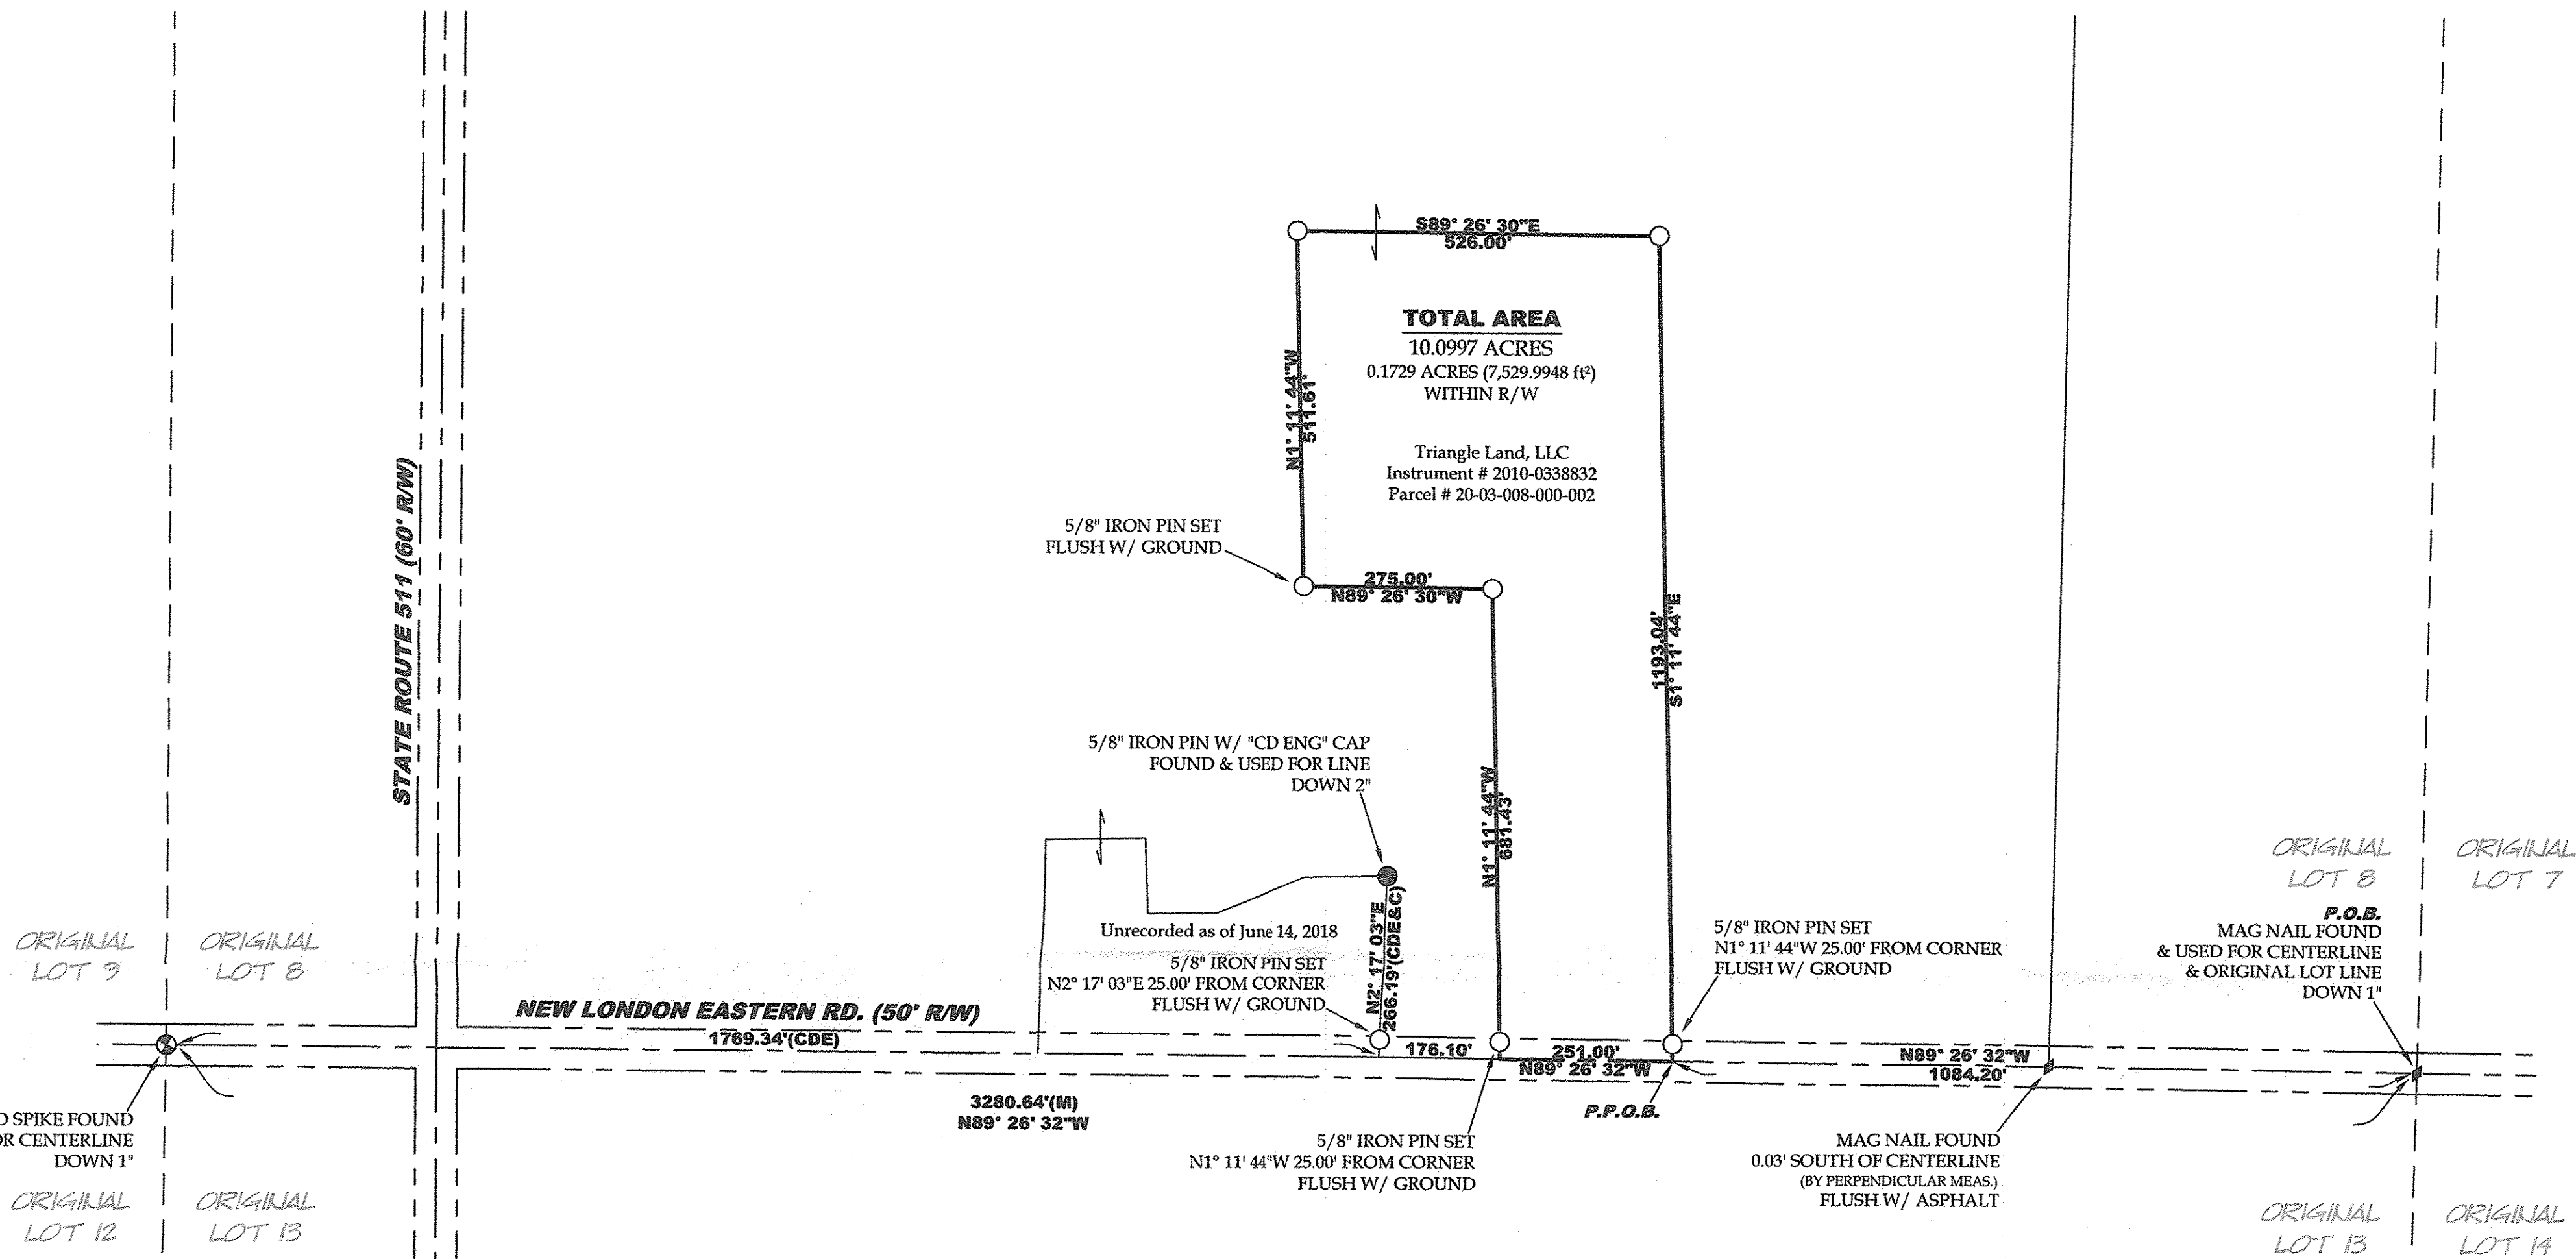 S89° 26' 30"E
526.00'
TOTAL AREA
10.0997 ACRES
0.1729 ACRES (7,529.9948 ft²)
WITHIN R/W
Triangle Land, LLC
Instrument # 2010-0338832
Parcel # 20-03-008-000-002
N1° 11' 44"W
511.61'
STATE ROUTE 511 (60' R/W)
5/8" IRON PIN SET
FLUSH W/ GROUND
275.00'
N89° 26' 30"W
1193.04'
S1° 11' 44"E
5/8" IRON PIN W/ "CD ENG" CAP
FOUND & USED FOR LINE
DOWN 2"
N1° 11' 44"W
681.43'
ORIGINAL
LOT 8
ORIGINAL
LOT 7
P.O.B.
MAG NAIL FOUND
& USED FOR CENTERLINE
& ORIGINAL LOT LINE
DOWN 1"
Unrecorded as of June 14, 2018
N2° 17' 03"E
266.19'(CDE&C)
5/8" IRON PIN SET
N1° 11' 44"W 25.00' FROM CORNER
FLUSH W/ GROUND
ORIGINAL
LOT 9
ORIGINAL
LOT 8
5/8" IRON PIN SET
N2° 17' 03"E 25.00' FROM CORNER
FLUSH W/ GROUND
NEW LONDON EASTERN RD. (50' R/W)
1769.34'(CDE)
176.10'
251.00'
N89° 26' 32"W
N89° 26' 32"W
1084.20'
3280.64'(M)
N89° 26' 32"W
P.P.O.B.
SPIKE FOUND
CENTERLINE
DOWN 1"
5/8" IRON PIN SET
N1° 11' 44"W 25.00' FROM CORNER
FLUSH W/ GROUND
MAG NAIL FOUND
0.03' SOUTH OF CENTERLINE
(BY PERPENDICULAR MEAS.)
FLUSH W/ ASPHALT
ORIGINAL
LOT 12
ORIGINAL
LOT 13
ORIGINAL
LOT 13
ORIGINAL
LOT 14